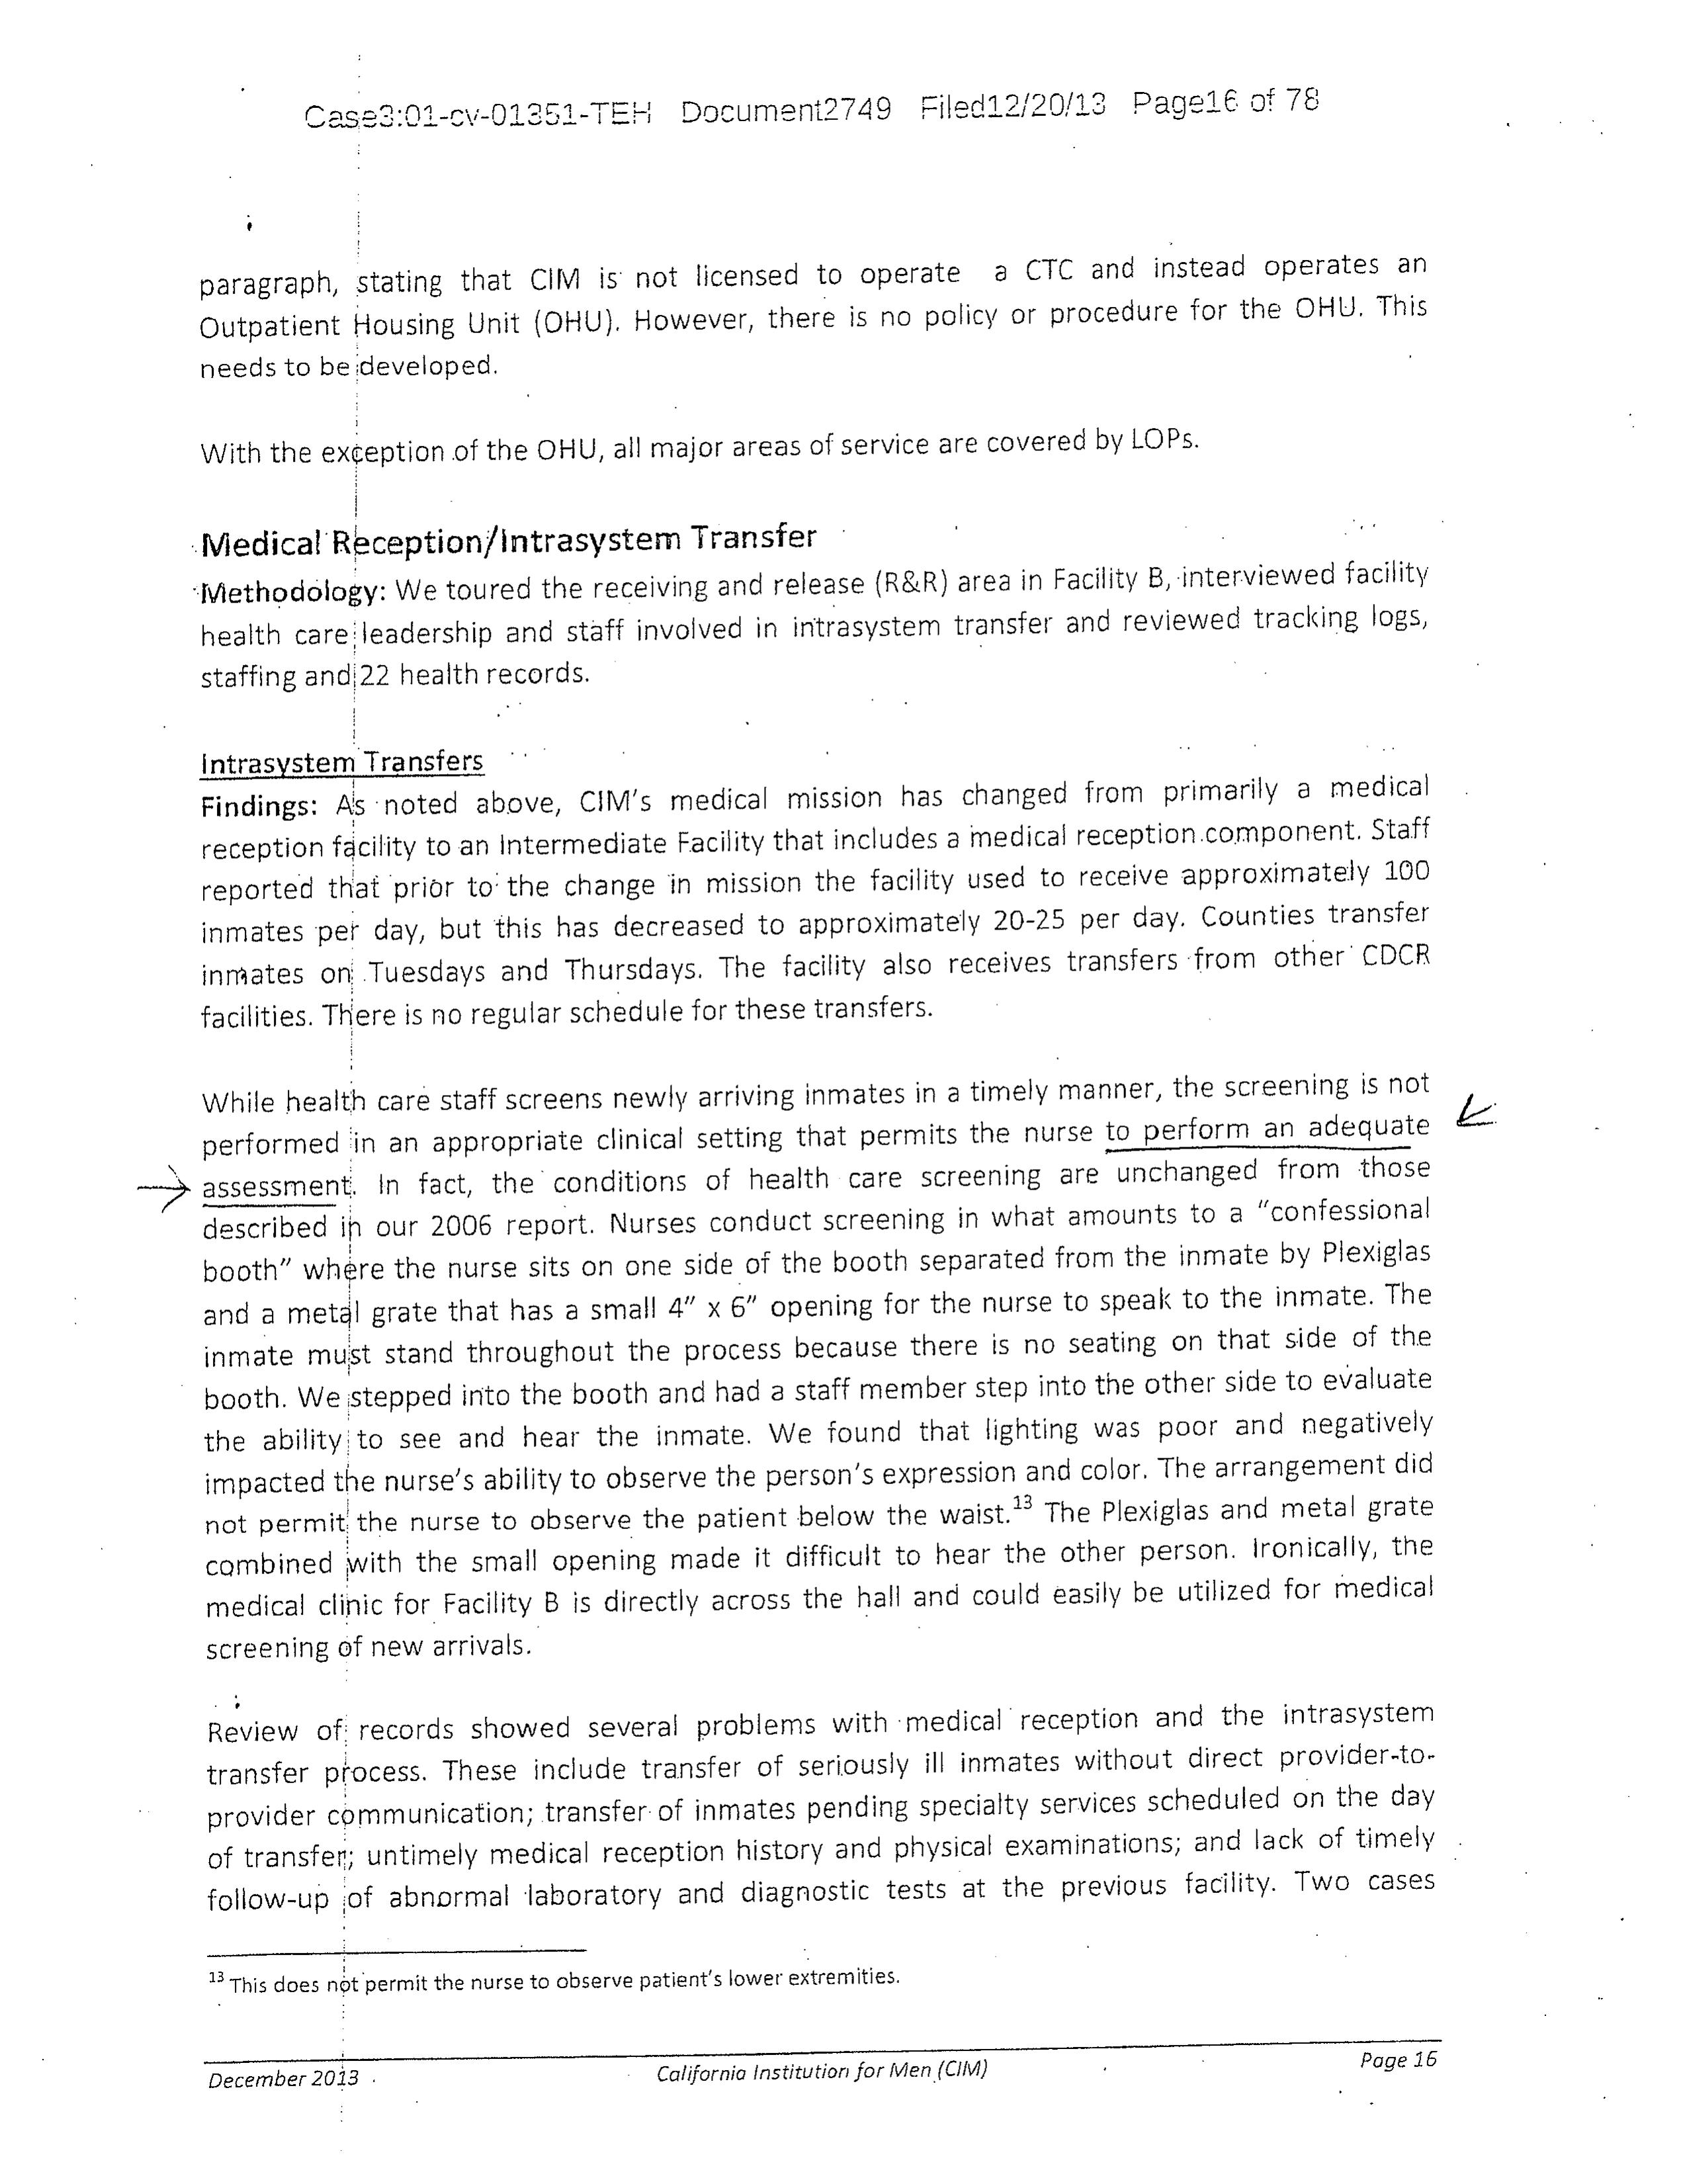 Case3:01-cv-01351-TEH Document2749 Filed12/20/13 Page16 of 78
paragraph, stating that CIM is not licensed to operate a CTC and instead operates an
Outpatient Housing Unit (OHU). However, there is no policy or procedure for the OHU. This
needs to be developed.
With the exception of the OHU, all major areas of service are covered by LOPs.
Medical Reception/Intrasystem Transfer
Methodology: We toured the receiving and release (R&R) area in Facility B, interviewed facility
health care leadership and staff involved in intrasystem transfer and reviewed tracking logs,
staffing and 22 health records.
Intrasystem Transfers
Findings: As noted above, CIM's medical mission has changed from primarily a medical
reception facility to an Intermediate Facility that includes a medical reception component. Staff
reported that prior to the change in mission the facility used to receive approximately 100
inmates per day, but this has decreased to approximately 20-25 per day. Counties transfer
inmates on Tuesdays and Thursdays. The facility also receives transfers from other CDCR
facilities. There is no regular schedule for these transfers.
While health care staff screens newly arriving inmates in a timely manner, the screening is not
performed in an appropriate clinical setting that permits the nurse to perform an adequate
assessment. In fact, the conditions of health care screening are unchanged from those
described in our 2006 report. Nurses conduct screening in what amounts to a "confessional
booth" where the nurse sits on one side of the booth separated from the inmate by Plexiglas
and a metal grate that has a small 4" x 6" opening for the nurse to speak to the inmate. The
inmate must stand throughout the process because there is no seating on that side of the
booth. We stepped into the booth and had a staff member step into the other side to evaluate
the ability to see and hear the inmate. We found that lighting was poor and negatively
impacted the nurse's ability to observe the person's expression and color. The arrangement did
not permit the nurse to observe the patient below the waist.13 The Plexiglas and metal grate
combined with the small opening made it difficult to hear the other person. Ironically, the
medical clinic for Facility B is directly across the hall and could easily be utilized for medical
screening of new arrivals.
Review of records showed several problems with medical reception and the intrasystem
transfer process. These include transfer of seriously ill inmates without direct provider-to-
provider communication; transfer of inmates pending specialty services scheduled on the day
of transfer; untimely medical reception history and physical examinations; and lack of timely
follow-up of abnormal laboratory and diagnostic tests at the previous facility. Two cases
13 This does not permit the nurse to observe patient's lower extremities.
December 2013 California Institution for Men (CIM) Page 16